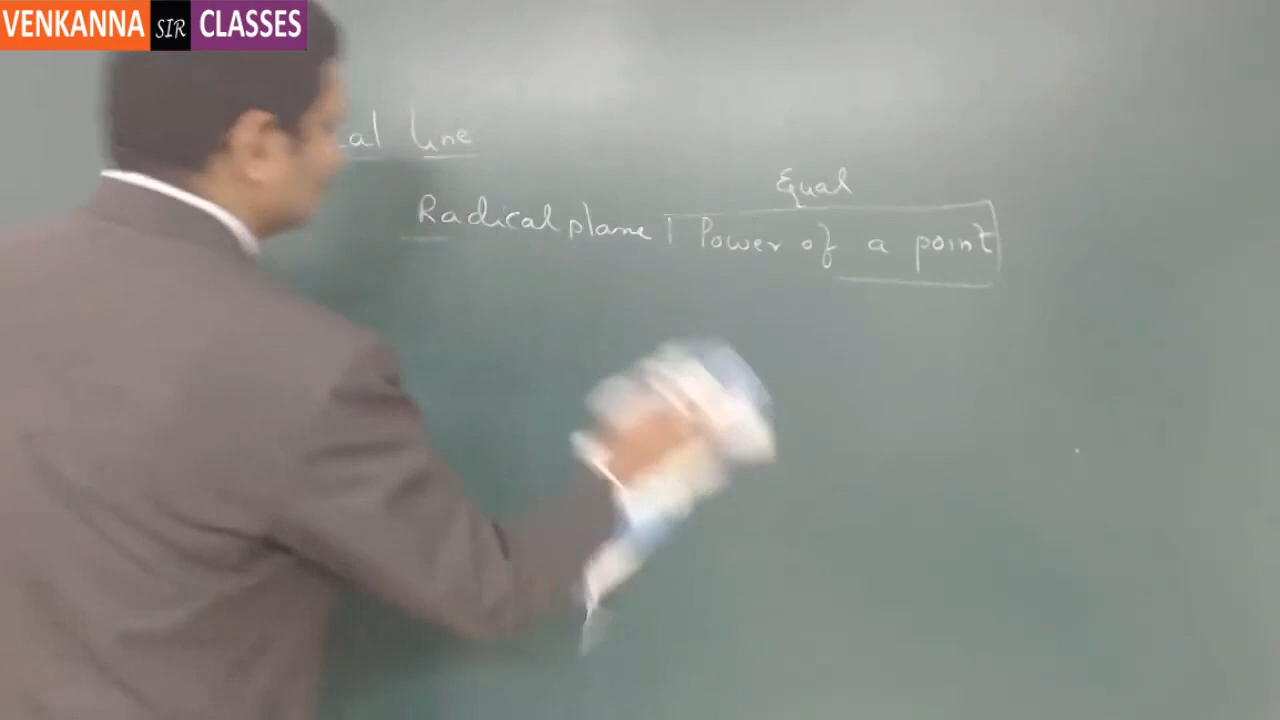 VENKANNA SIR CLASSES
line
Equal
Radical plane | Power of a point